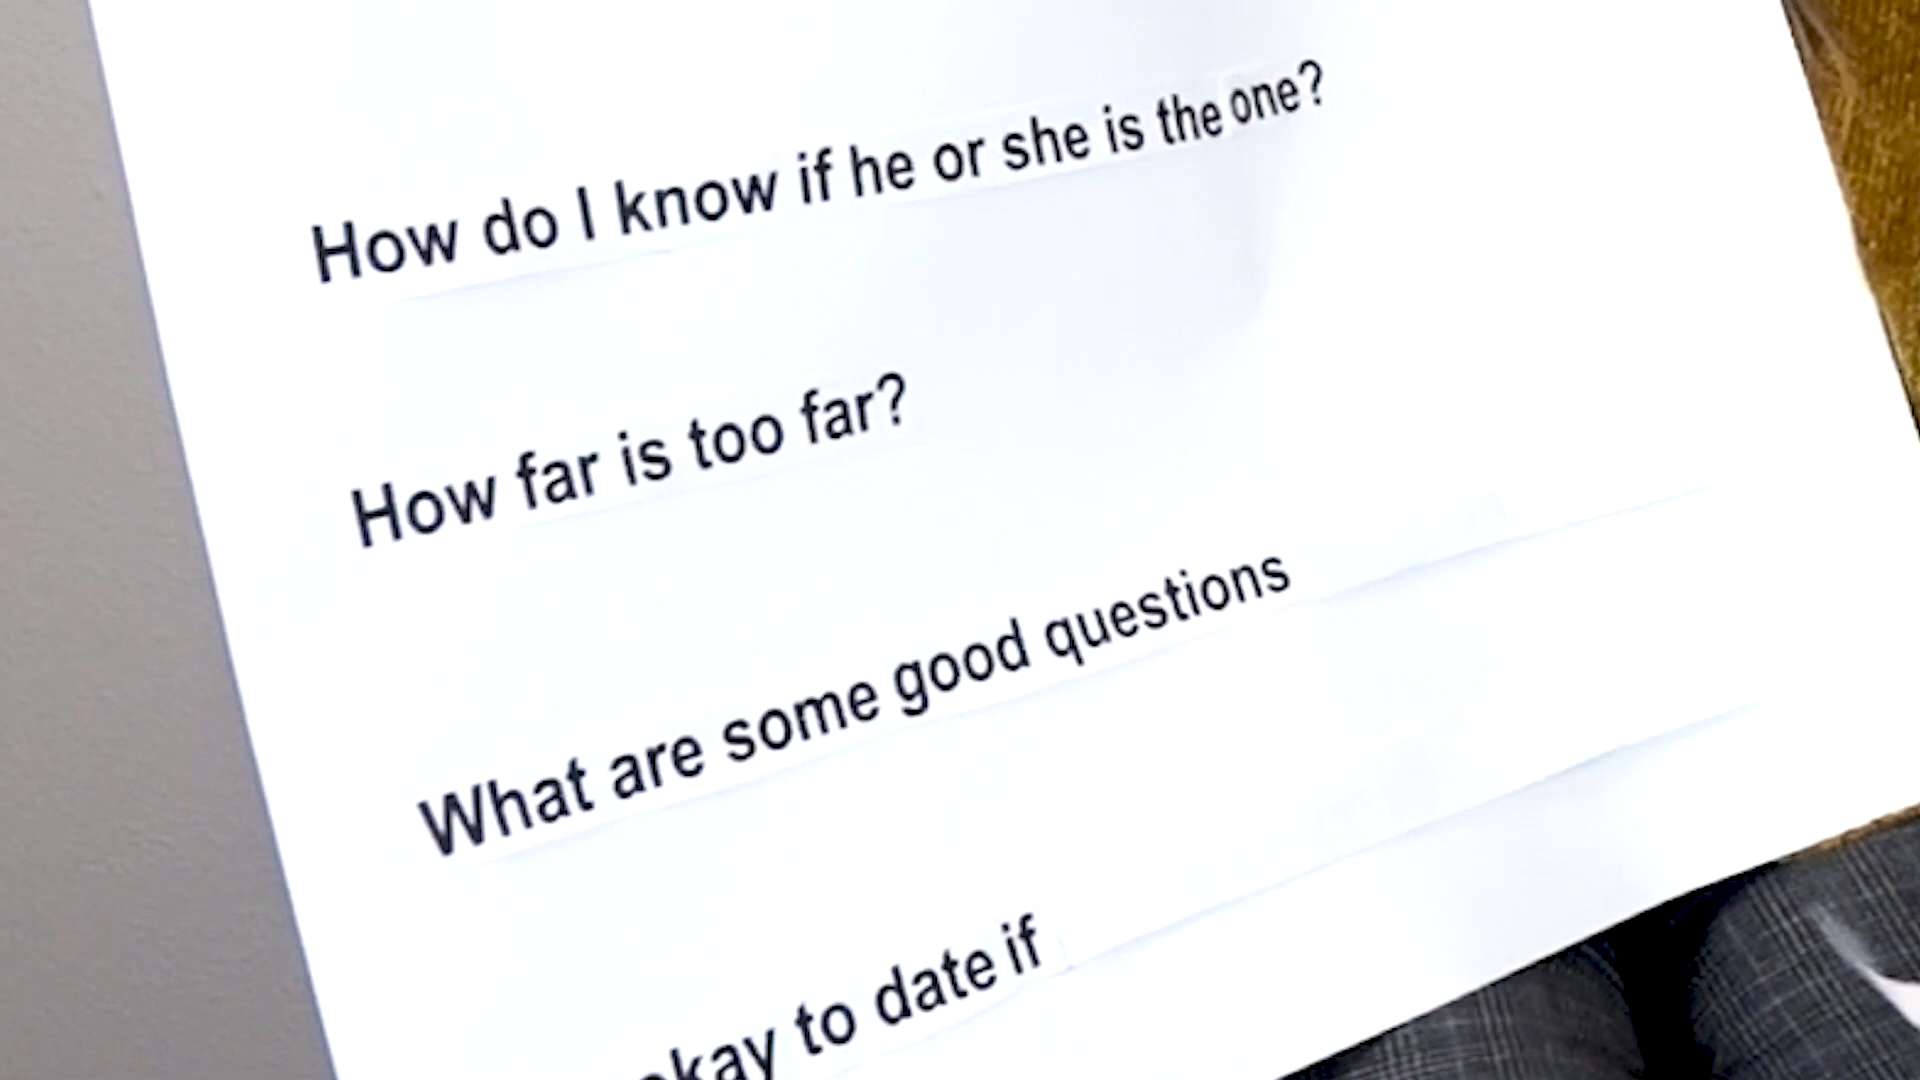 How do I know if he or she is the one?
How far is too far?
What are some good questions
to date if